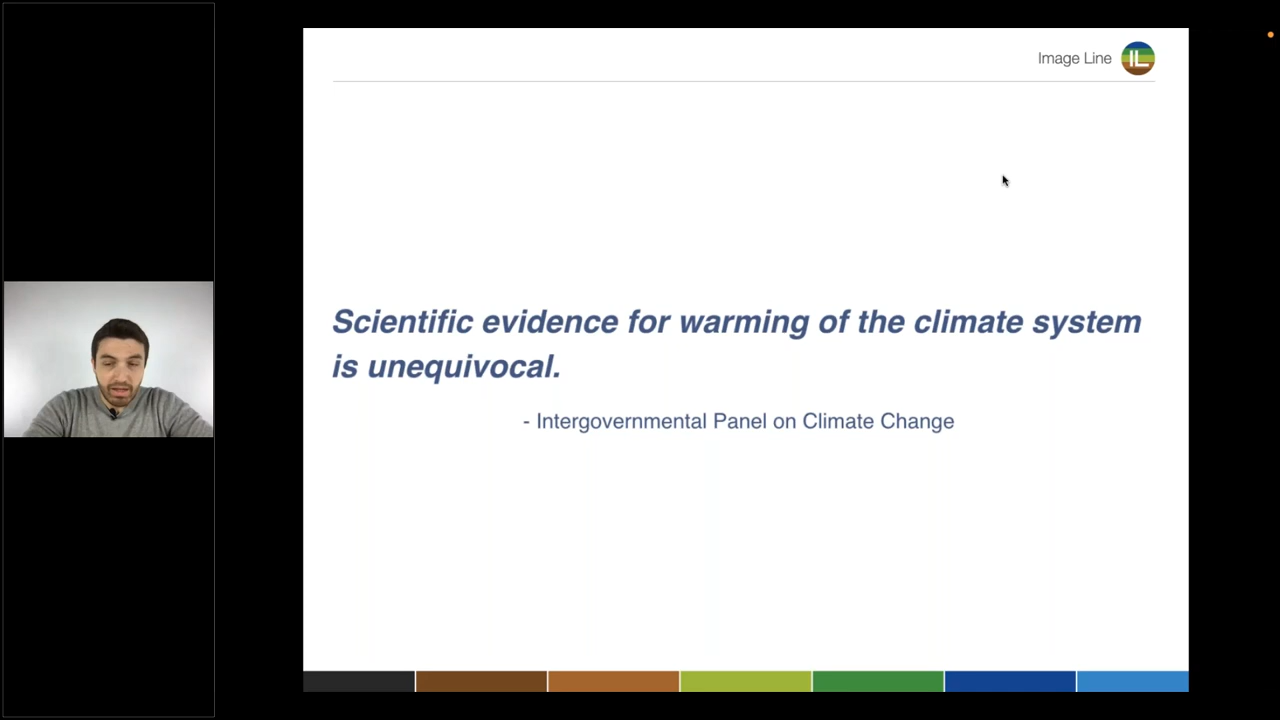 Image Line IL
Scientific evidence for warming of the climate system
is unequivocal.
- Intergovernmental Panel on Climate Change